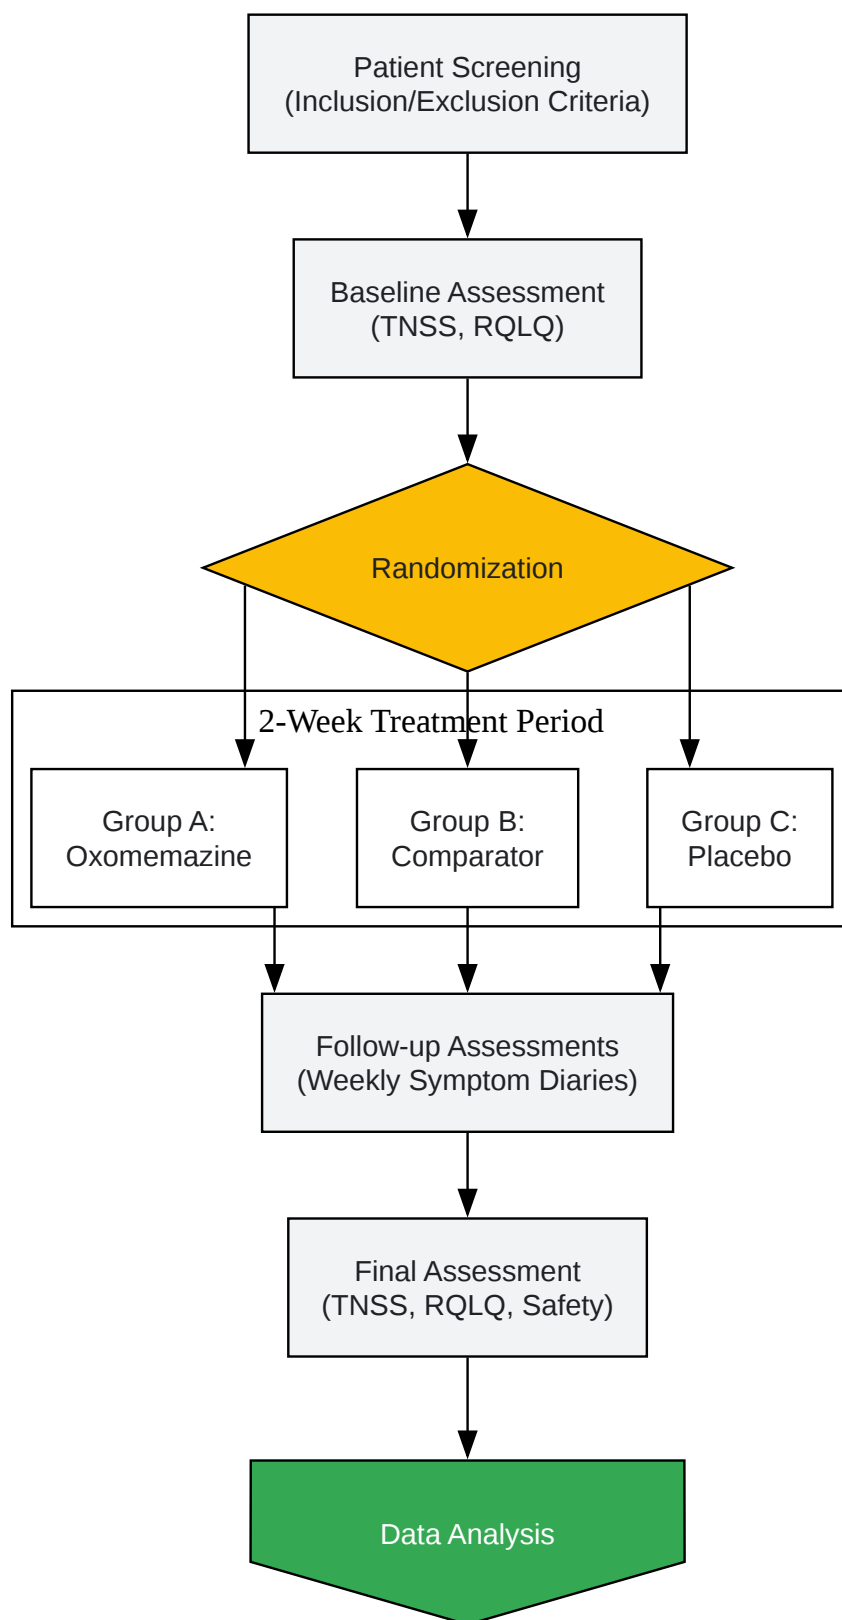 Patient Screening
(Inclusion/Exclusion Criteria)
Baseline Assessment
(TNSS, RQLQ)
Randomization
2-Week Treatment Period
Group A:
Oxomemazine
Group B:
Comparator
Group C:
Placebo
Follow-up Assessments
(Weekly Symptom Diaries)
Final Assessment
(TNSS, RQLQ, Safety)
Data Analysis